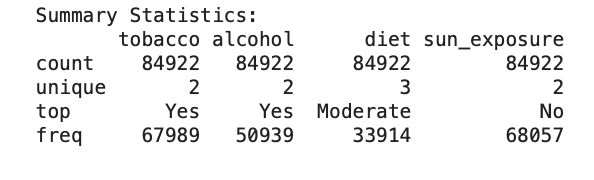 Summary Statistics:
tobacco alcohol diet sun_exposure
count 84922 84922 84922 84922
unique 2 2 3 2
top Yes Yes Moderate No
freq 67989 50939 33914 68057